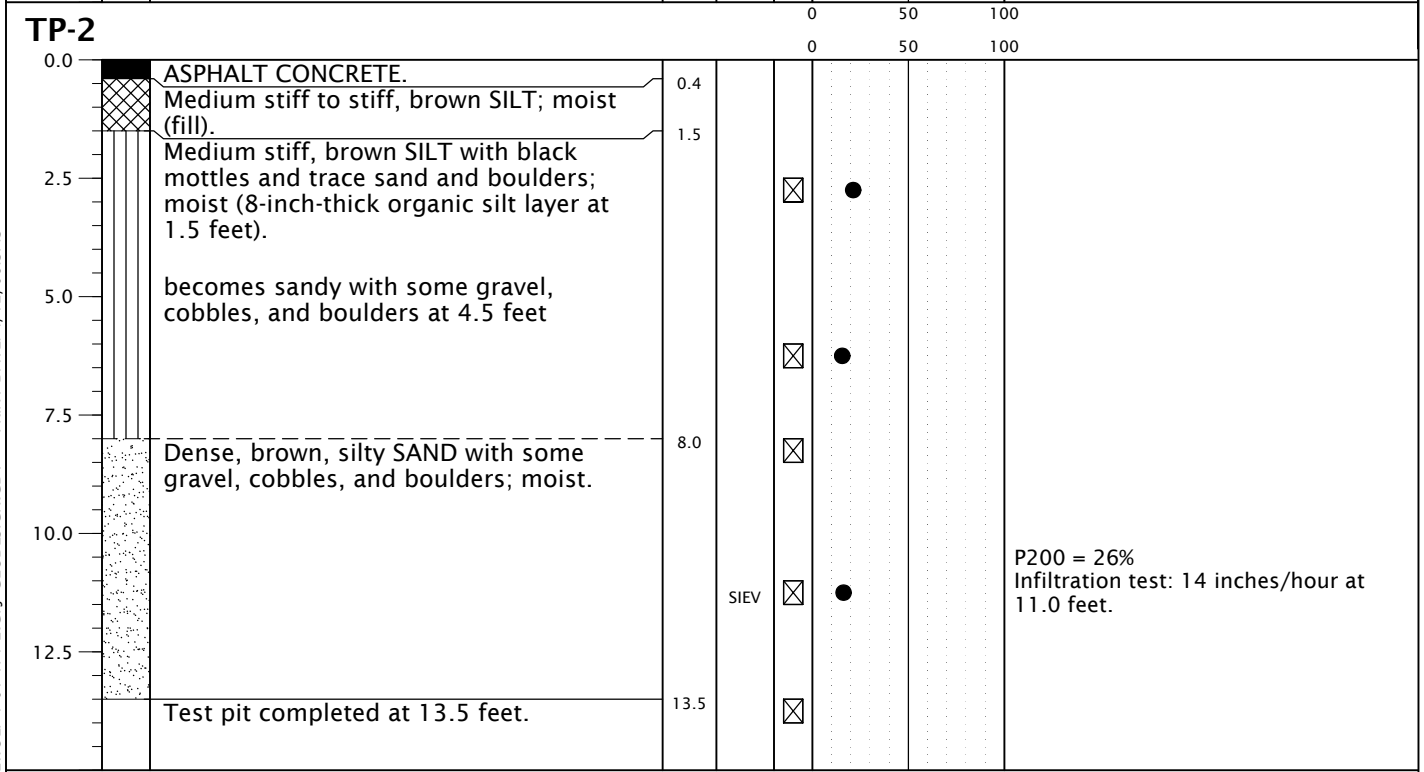 0 50 100
TP-2
0 50 100
0.0
ASPHALT CONCRETE.
0.4
Medium stiff to stiff, brown SILT; moist
(fill).
1.5
Medium stiff, brown SILT with black
mottles and trace sand and boulders;
2.5
moist (8-inch-thick organic silt layer at
1.5 feet).
becomes sandy with some gravel,
5.0
cobbles, and boulders at 4.5 feet
7.5
8.0
Dense, brown, silty SAND with some
gravel, cobbles, and boulders; moist.
10.0
P200 = 26%
Infiltration test: 14 inches/hour at
11.0 feet.
SIEV
12.5
13.5
Test pit completed at 13.5 feet.